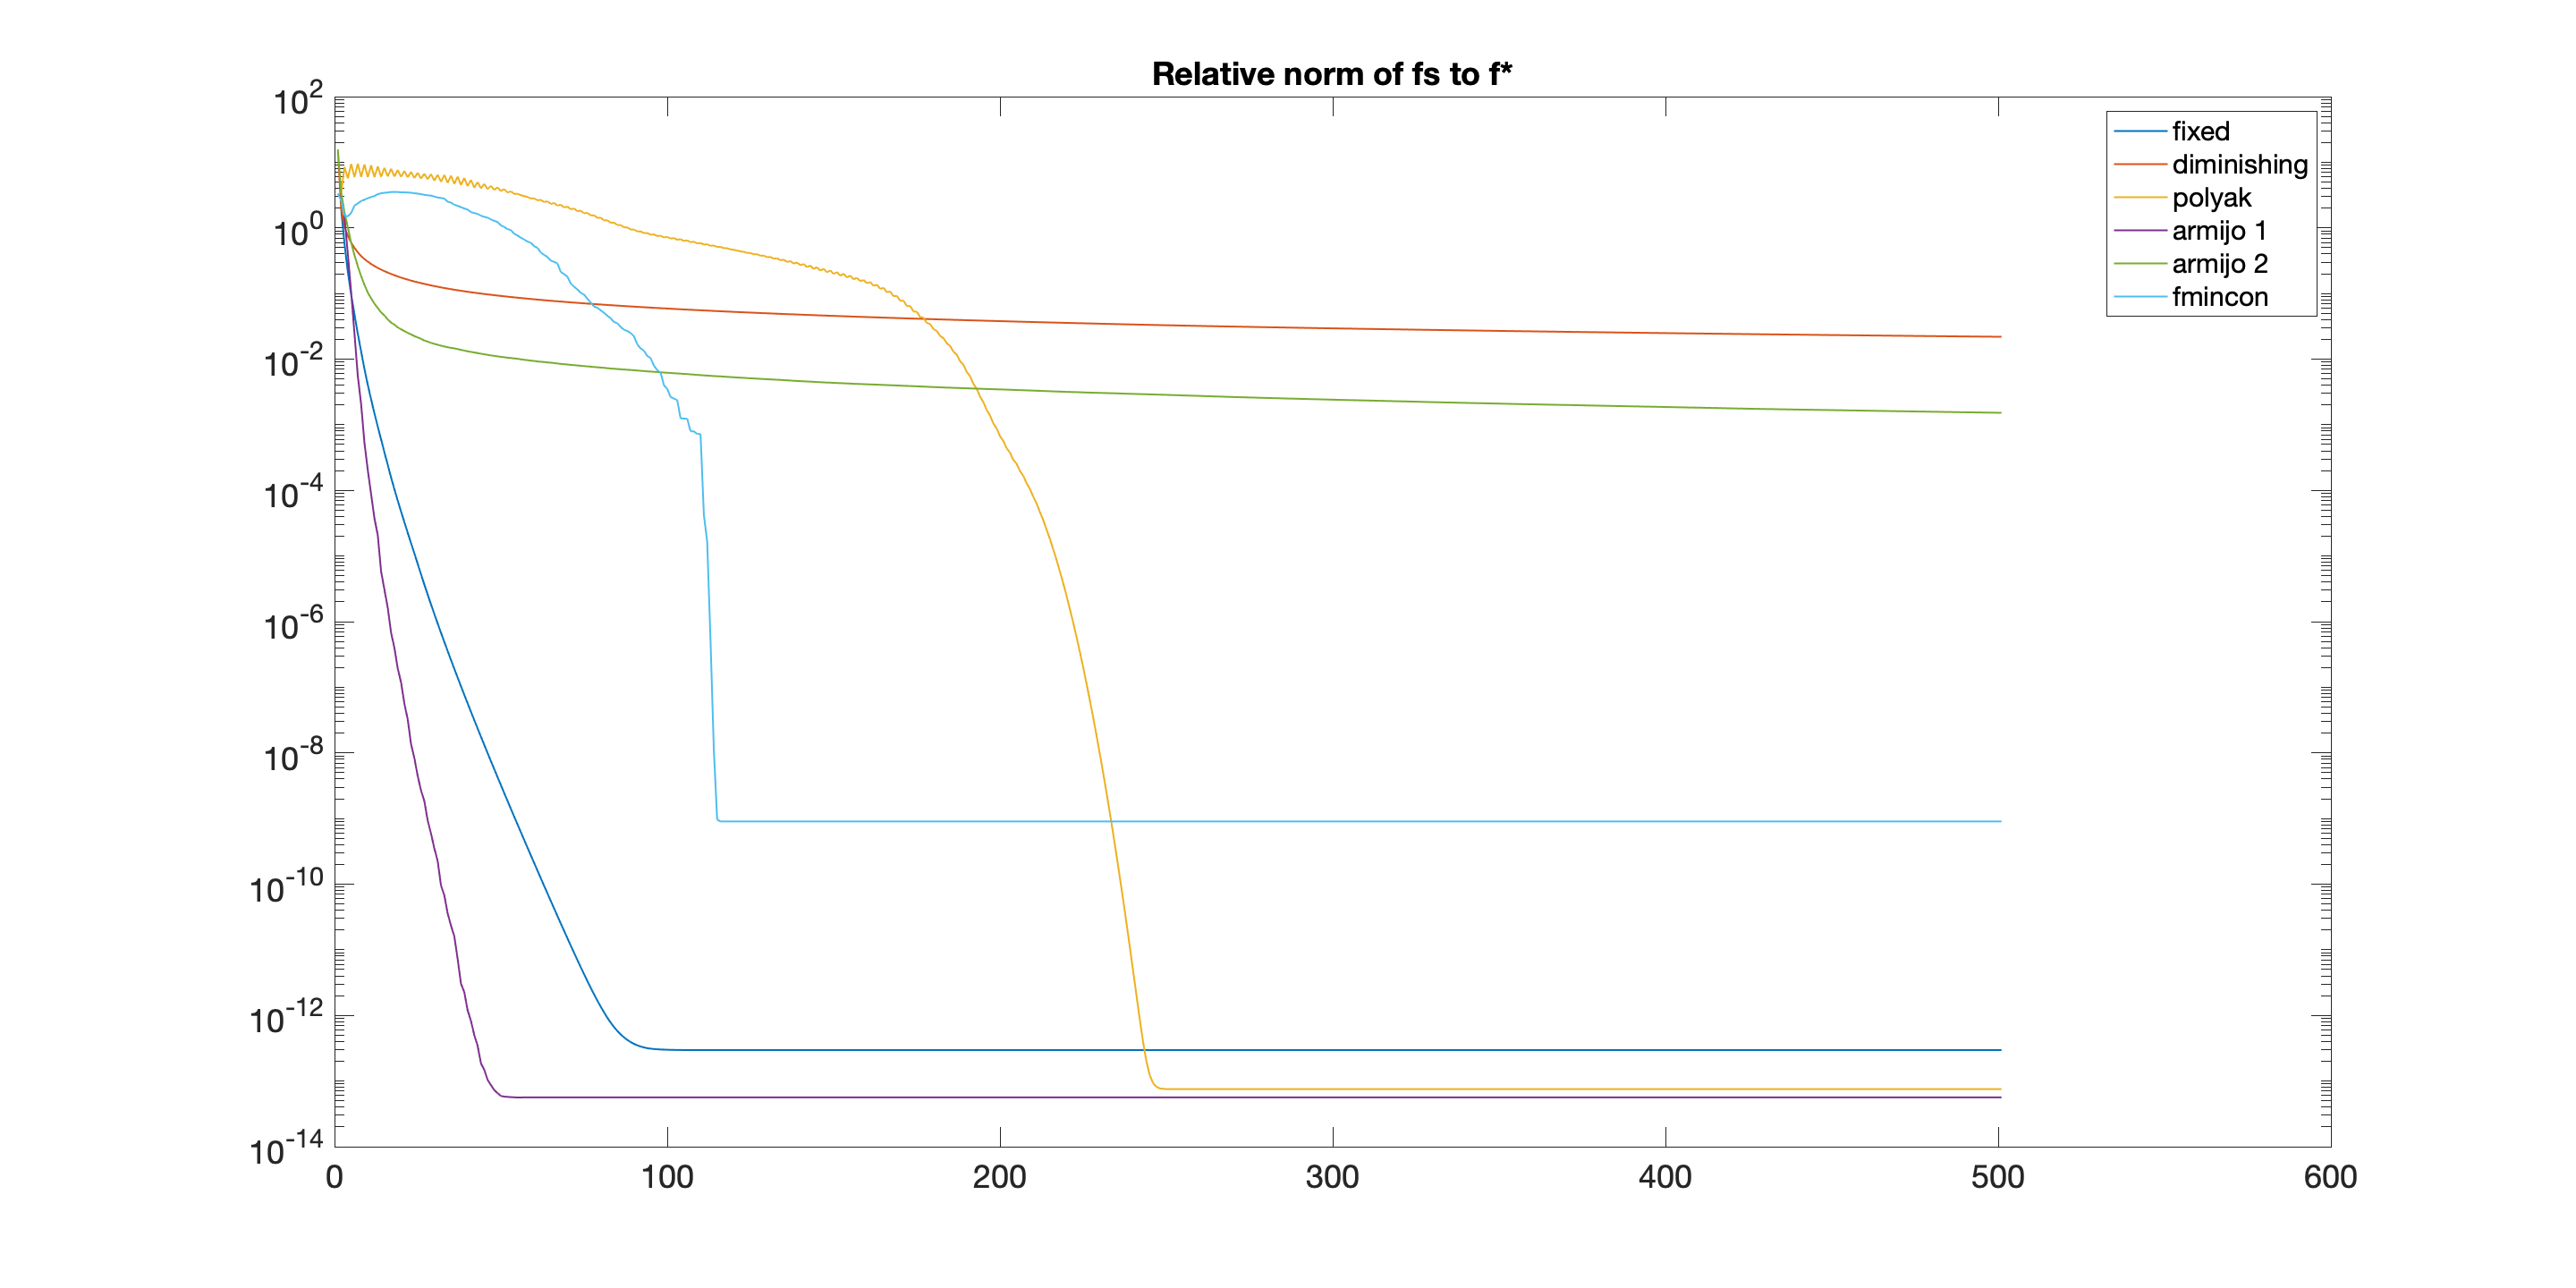 Relative norm of fs to f*
10^2
10^0
10^-2
10^-4
10^-6
10^-8
10^-10
10^-12
10^-14
0 100 200 300 400 500 600
fixed
diminishing
polyak
armijo 1
armijo 2
fmincon